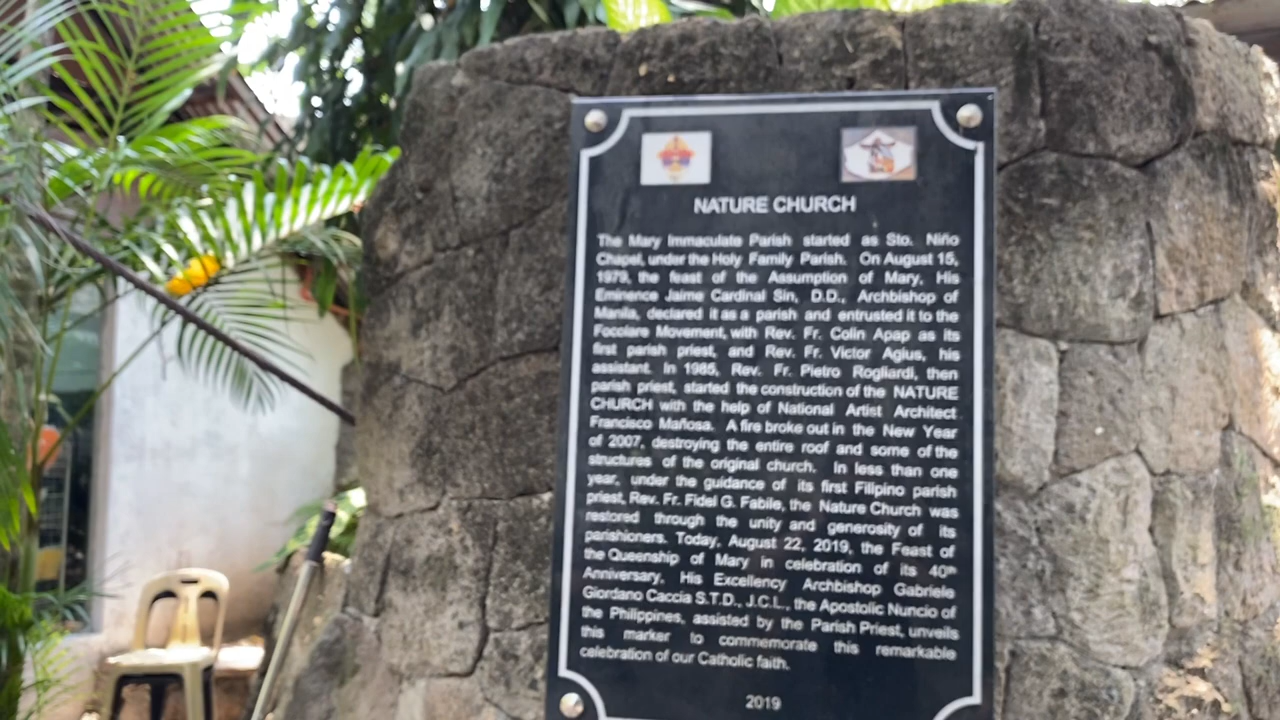 NATURE CHURCH
The Mary Immaculate Parish started as Sto. Niño
Chapel, under the Holy Family Parish. On August 15,
1979, the feast of the Assumption of Mary, His
Eminence Jaime Cardinal Sin, D.D., Archbishop of
Manila, declared it as a parish and entrusted it to the
Focolare Movement, with Rev. Fr. Colin Apap as its
first parish priest, and Rev. Fr. Victor Agius, his
assistant. In 1985, Rev. Fr. Pietro Rogliardi, then
parish priest, started the construction of the NATURE
CHURCH with the help of National Artist Architect
Francisco Mañosa. A fire broke out in the New Year
of 2007, destroying the entire roof and some of the
structures of the original church. In less than one
year, under the guidance of its first Filipino parish
priest, Rev. Fr. Fidel G. Fabile, the Nature Church was
restored through the unity and generosity of its
parishioners. Today, August 22, 2019, the Feast of
the Queenship of Mary in celebration of its 40th
Anniversary, His Excellency Archbishop Gabriele
Giordano Caccia S.T.D., J.C.L., the Apostolic Nuncio of
the Philippines, assisted by the Parish Priest, unveils
this marker to commemorate this remarkable
celebration of our Catholic faith.
2019